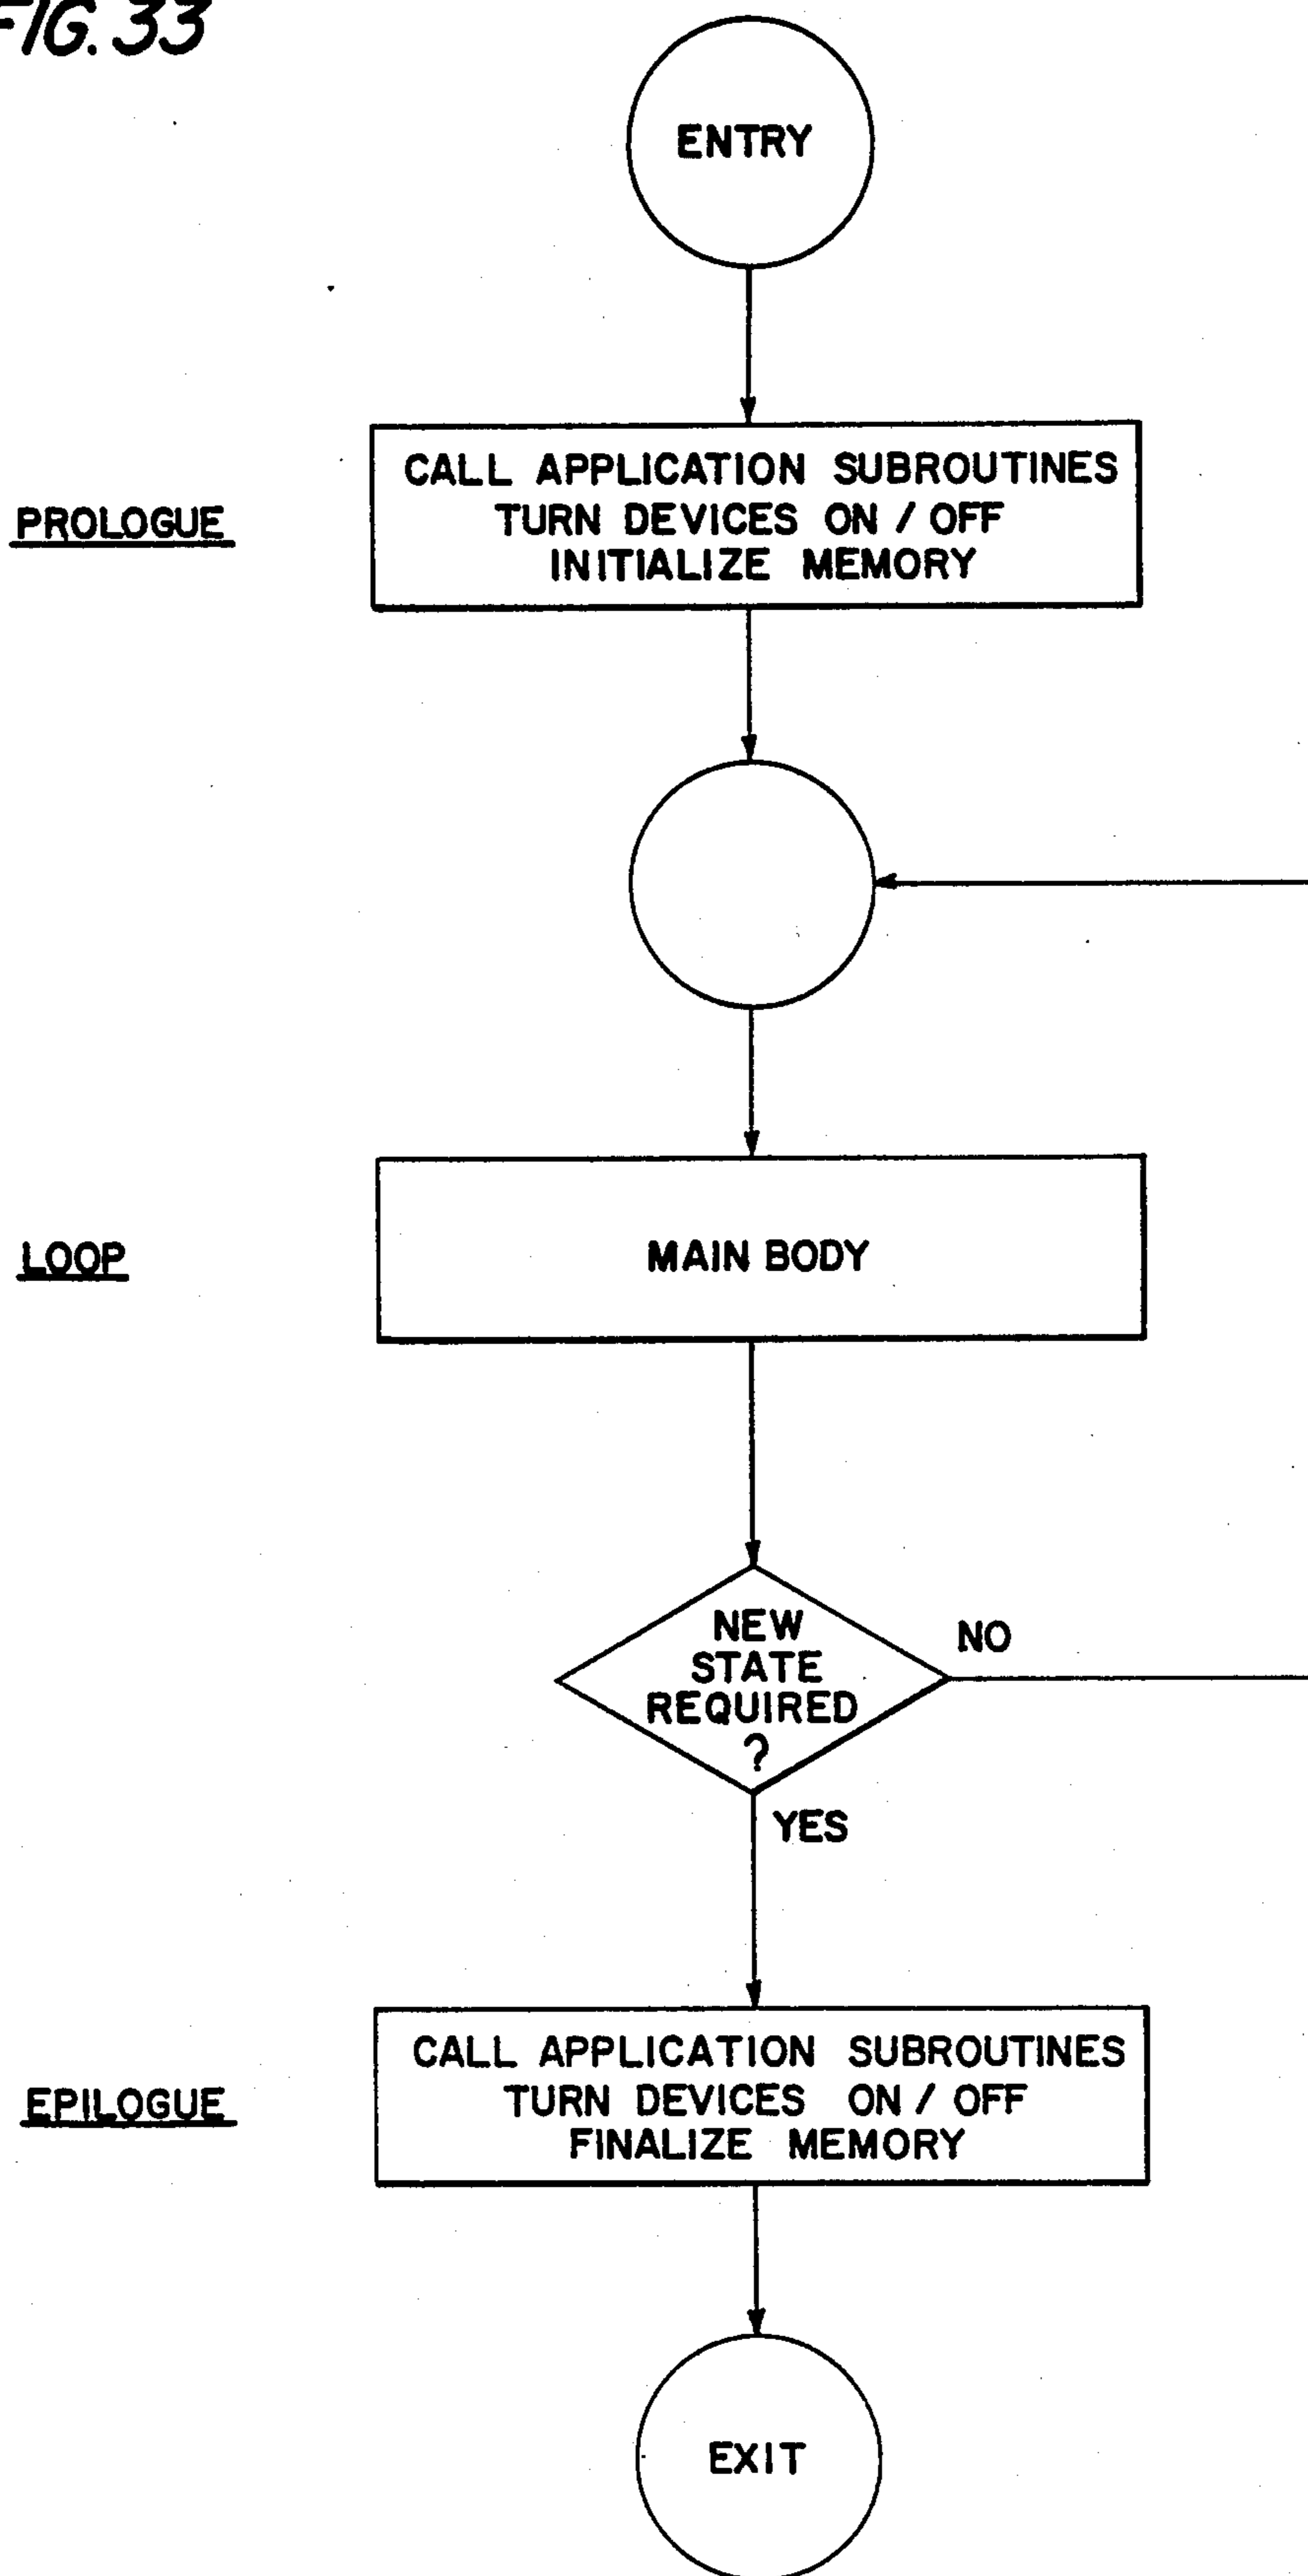 FIG. 33
ENTRY
PROLOGUE
CALL APPLICATION SUBROUTINES
TURN DEVICES ON / OFF
INITIALIZE MEMORY
LOOP
MAIN BODY
NEW
STATE
REQUIRED
?
NO
YES
EPILOGUE
CALL APPLICATION SUBROUTINES
TURN DEVICES ON / OFF
FINALIZE MEMORY
EXIT